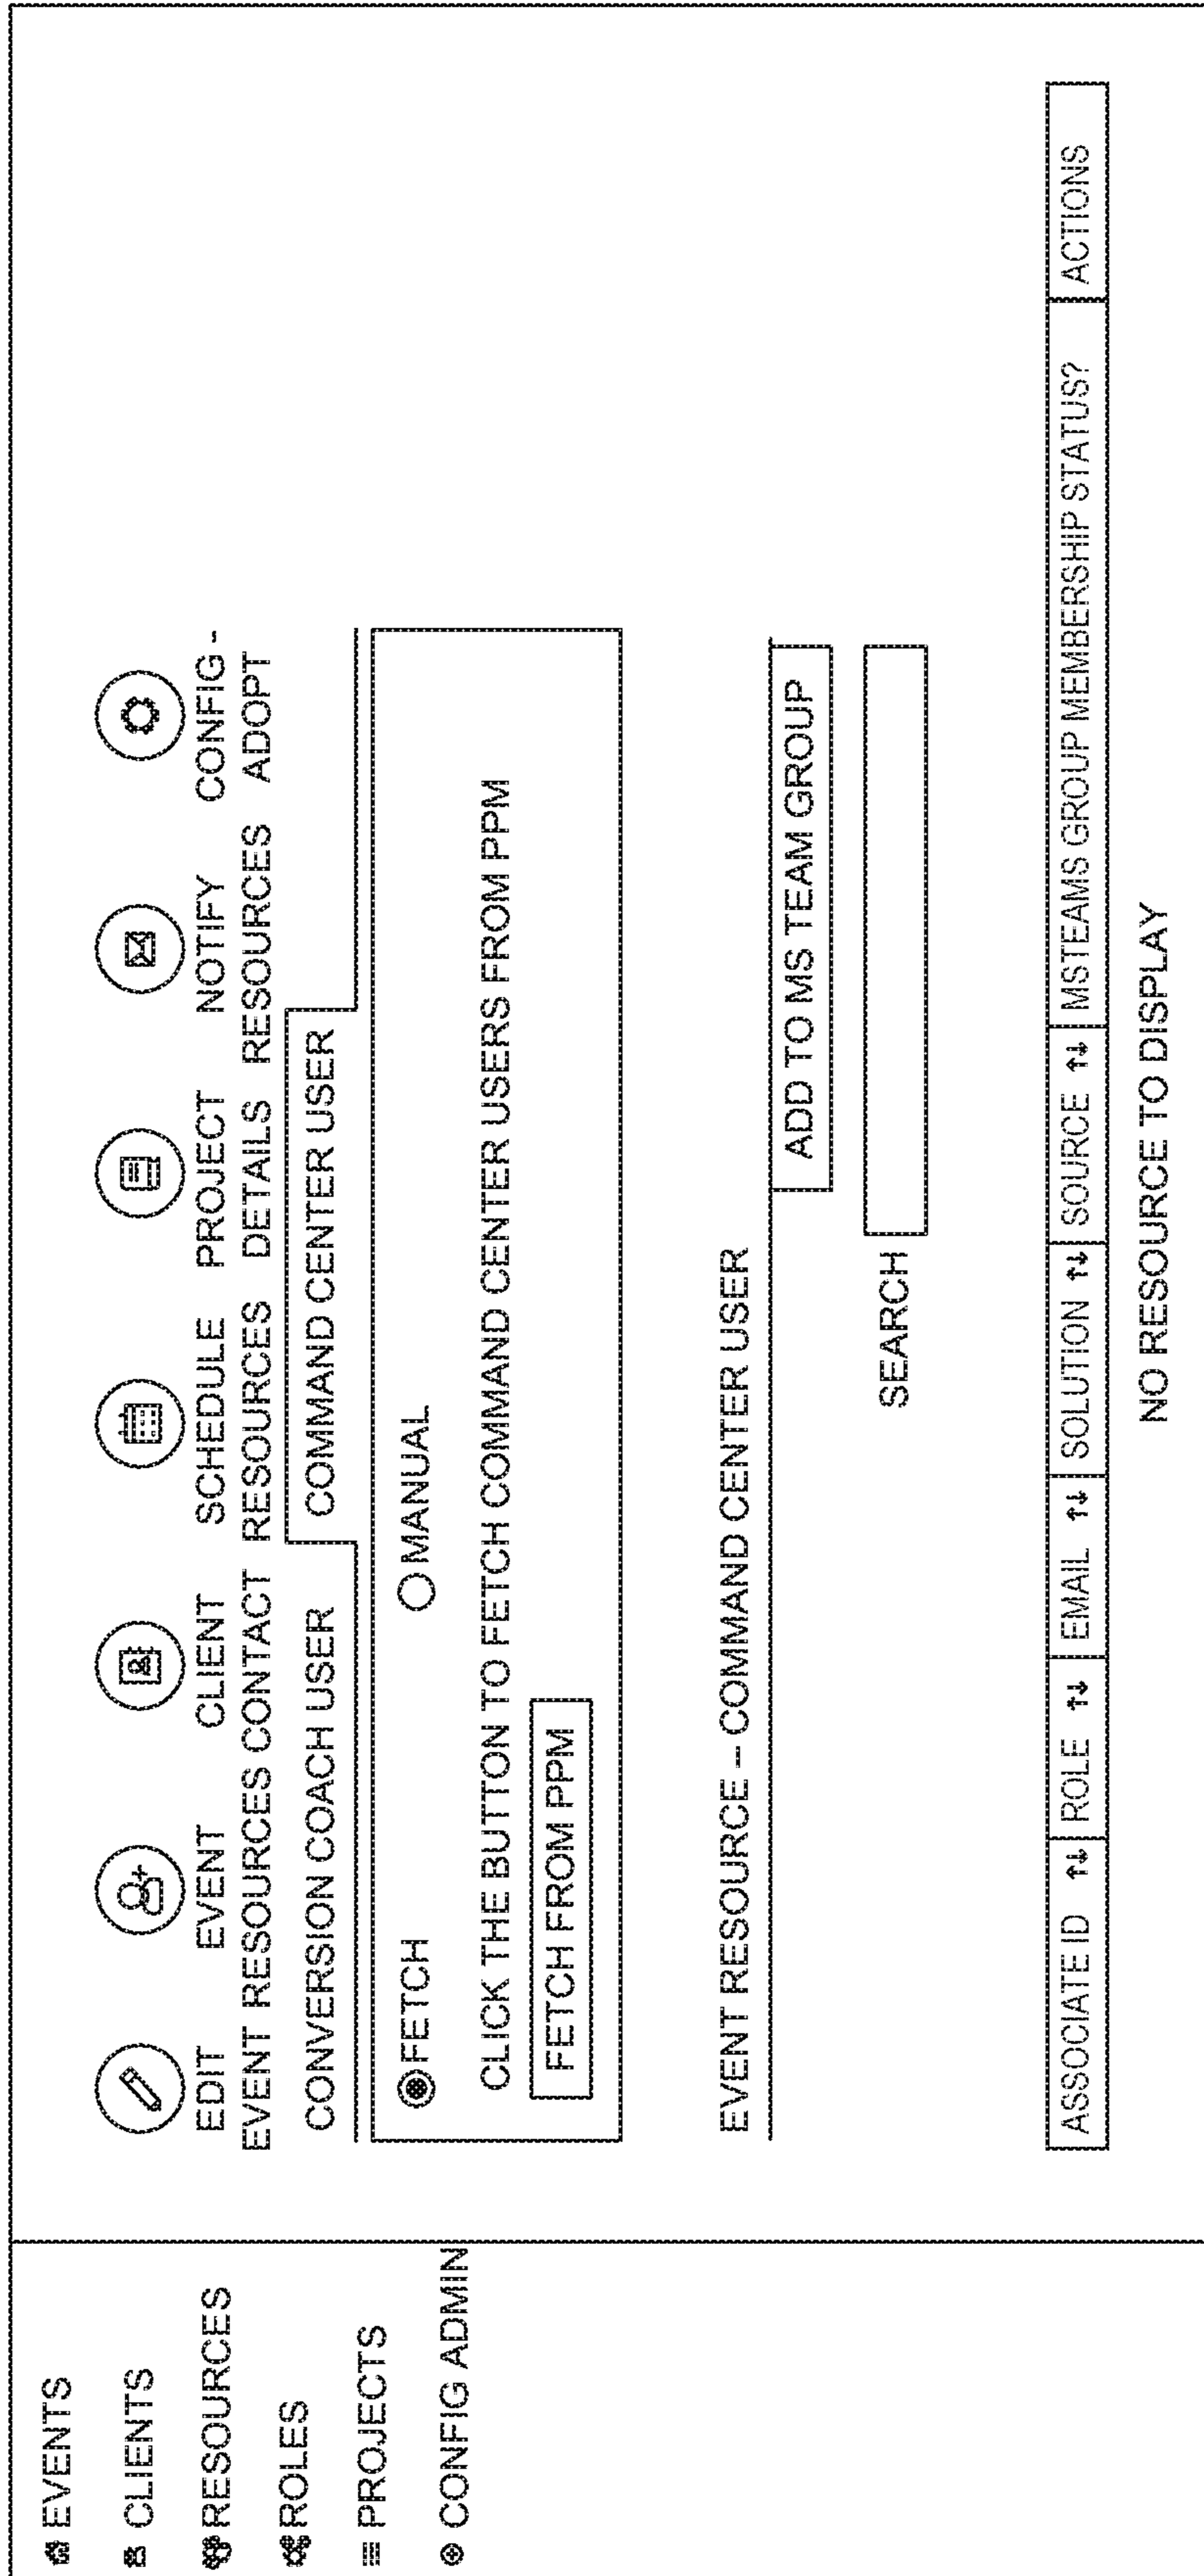 EVENTS
CLIENTS
RESOURCES
ROLES
PROJECTS
CONFIG ADMIN
EDIT EVENT
EVENT RESOURCES
CLIENT CONTACT
SCHEDULE RESOURCES
PROJECT DETAILS
NOTIFY RESOURCES
CONFIG - ADOPT
CONVERSION COACH USER
COMMAND CENTER USER
FETCH
MANUAL
CLICK THE BUTTON TO FETCH COMMAND CENTER USERS FROM PPM
FETCH FROM PPM
EVENT RESOURCE – COMMAND CENTER USER
ADD TO MS TEAM GROUP
SEARCH
ASSOCIATE ID ↑↓ ROLE ↑↓ EMAIL ↑↓ SOLUTION ↑↓ SOURCE ↑↓ MSTEAMS GROUP MEMBERSHIP STATUS? ACTIONS
NO RESOURCE TO DISPLAY